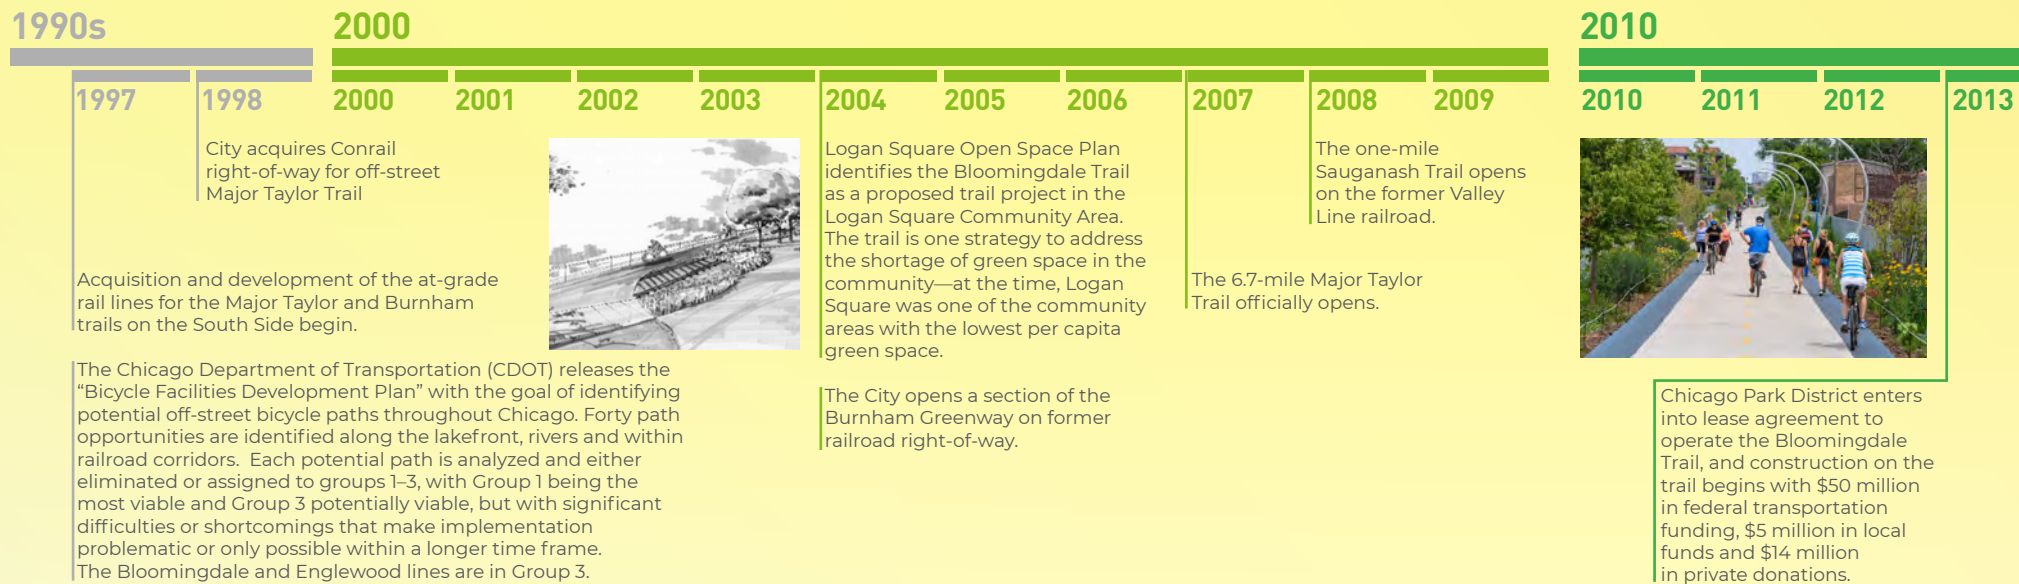 1990s
2000
2010
1997
1998
2000
2001
2002
2003
2004
2005
2006
2007
2008
2009
2010
2011
2012
2013
City acquires Conrail
right-of-way for off-street
Major Taylor Trail
Acquisition and development of the at-grade
rail lines for the Major Taylor and Burnham
trails on the South Side begin.
The Chicago Department of Transportation (CDOT) releases the
“Bicycle Facilities Development Plan” with the goal of identifying
potential off-street bicycle paths throughout Chicago. Forty path
opportunities are identified along the lakefront, rivers and within
railroad corridors.  Each potential path is analyzed and either
eliminated or assigned to groups 1–3, with Group 1 being the
most viable and Group 3 potentially viable, but with significant
difficulties or shortcomings that make implementation
problematic or only possible within a longer time frame.
The Bloomingdale and Englewood lines are in Group 3.
Logan Square Open Space Plan
identifies the Bloomingdale Trail
as a proposed trail project in the
Logan Square Community Area.
The trail is one strategy to address
the shortage of green space in the
community—at the time, Logan
Square was one of the community
areas with the lowest per capita
green space.
The City opens a section of the
Burnham Greenway on former
railroad right-of-way.
The 6.7-mile Major Taylor
Trail officially opens.
The one-mile
Sauganash Trail opens
on the former Valley
Line railroad.
Chicago Park District enters
into lease agreement to
operate the Bloomingdale
Trail, and construction on the
trail begins with $50 million
in federal transportation
funding, $5 million in local
funds and $14 million
in private donations.